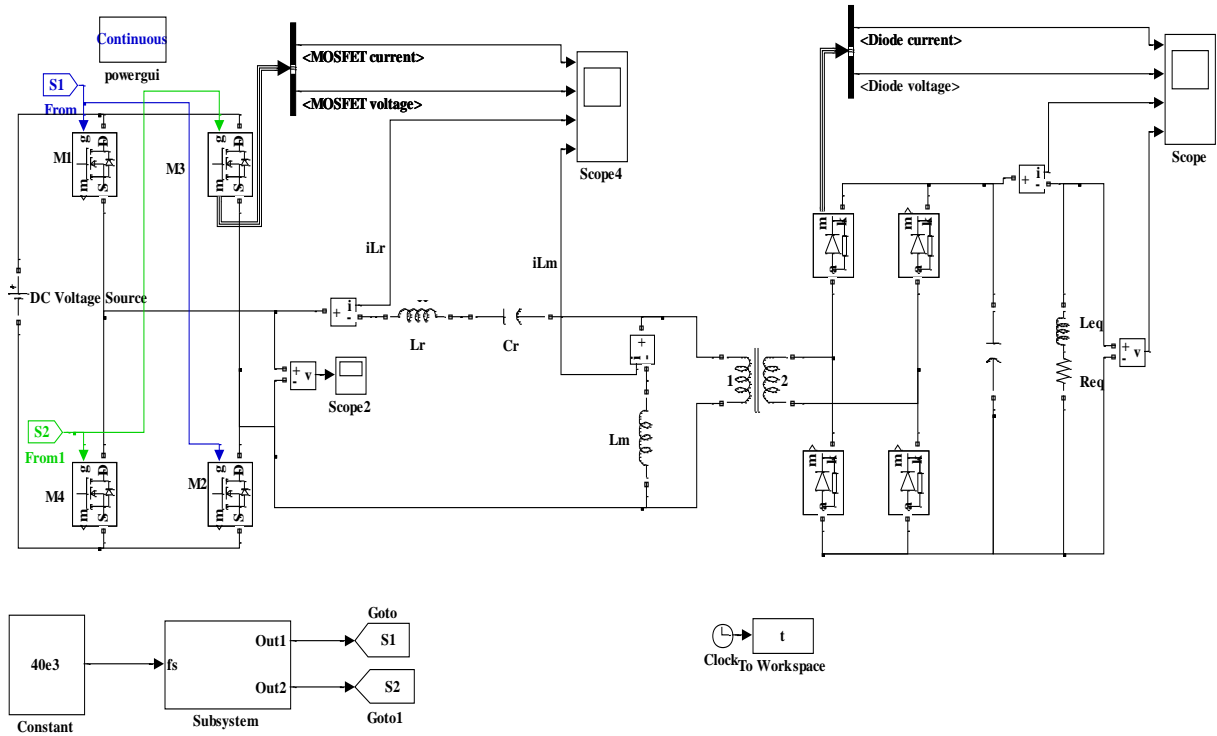 Continuous
powergui
S1
From
<MOSFET current>
<MOSFET voltage>
Scope4
<Diode current>
<Diode voltage>
Scope
g
D
m
S
M1
g
D
m
S
M3
iLr
iLm
DC Voltage Source
+
i
-
Lr
Cr
+
v
-
Scope2
+
-
Lm
1
2
m
k
a
m
k
a
+
i
-
Leq
Req
+
v
-
S2
From1
g
D
m
S
M4
g
D
m
S
M2
m
k
a
m
k
a
40e3
Constant
fs
Out1
Out2
Subsystem
Goto
S1
S2
Goto1
Clock
t
To Workspace